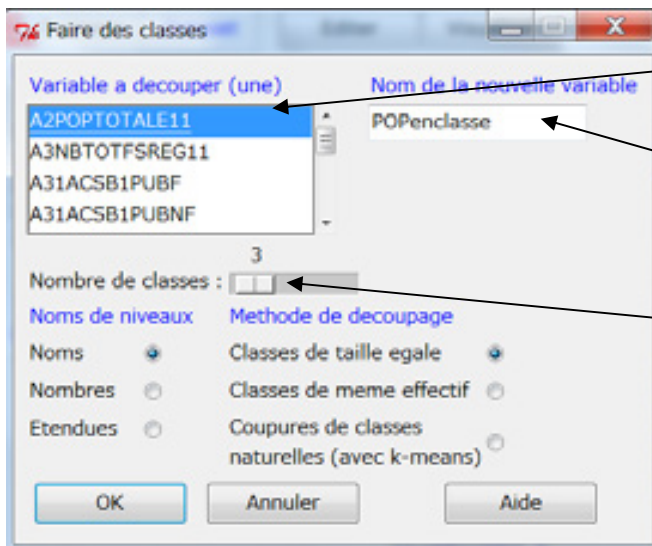 Faire des classes
Variable a decouper (une)
Nom de la nouvelle variable
A2POPTOTALE11
POPenclasse
A3NBTOTFSREG11
A31ACSB1PUBF
A31ACSB1PUBNF
3
Nombre de classes :
Noms de niveaux
Methode de decoupage
Noms
Classes de taille egale
Nombres
Classes de meme effectif
Etendues
Coupures de classes
naturelles (avec k-means)
OK
Annuler
Aide